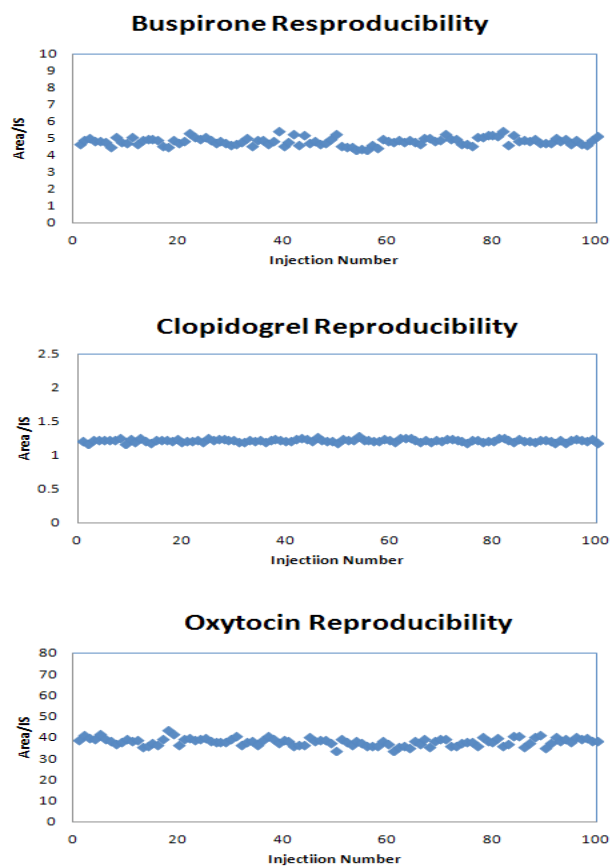 Buspirone Resproducibility
10
9
8
7
6
5
4
3
2
1
0
Area/IS
0 20 40 60 80 100
Injection Number
Clopidogrel Reproducibility
2.5
2
1.5
1
0.5
0
Area/IS
0 20 40 60 80 100
Injectiion Number
Oxytocin Reproducibility
80
70
60
50
40
30
20
10
0
Area/IS
0 20 40 60 80 100
Injection Number